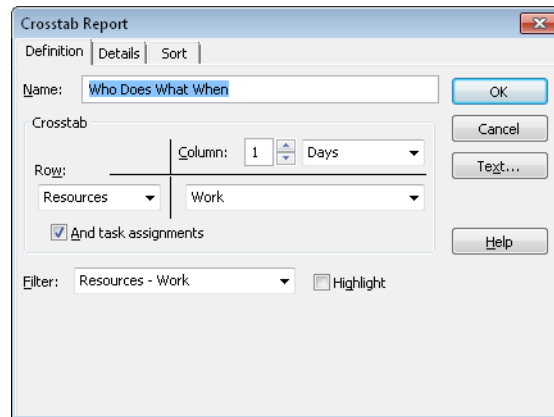 Crosstab Report
Definition Details Sort
Name: Who Does What When
OK
Crosstab
Cancel
Column: 1 Days
Text...
Row:
Resources Work
And task assignments
Help
Filter: Resources - Work Highlight